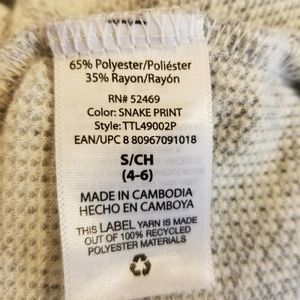 65% Polyester/Poliéster
35% Rayon/Rayón
RN# 52469
Color: SNAKE PRINT
Style: TTL49002P
EAN/UPC 8 80967091018
S/CH
(4-6)
MADE IN CAMBODIA
HECHO EN CAMBOYA
THIS LABEL YARN IS MADE
OUT OF 100% RECYCLED
POLYESTER MATERIALS